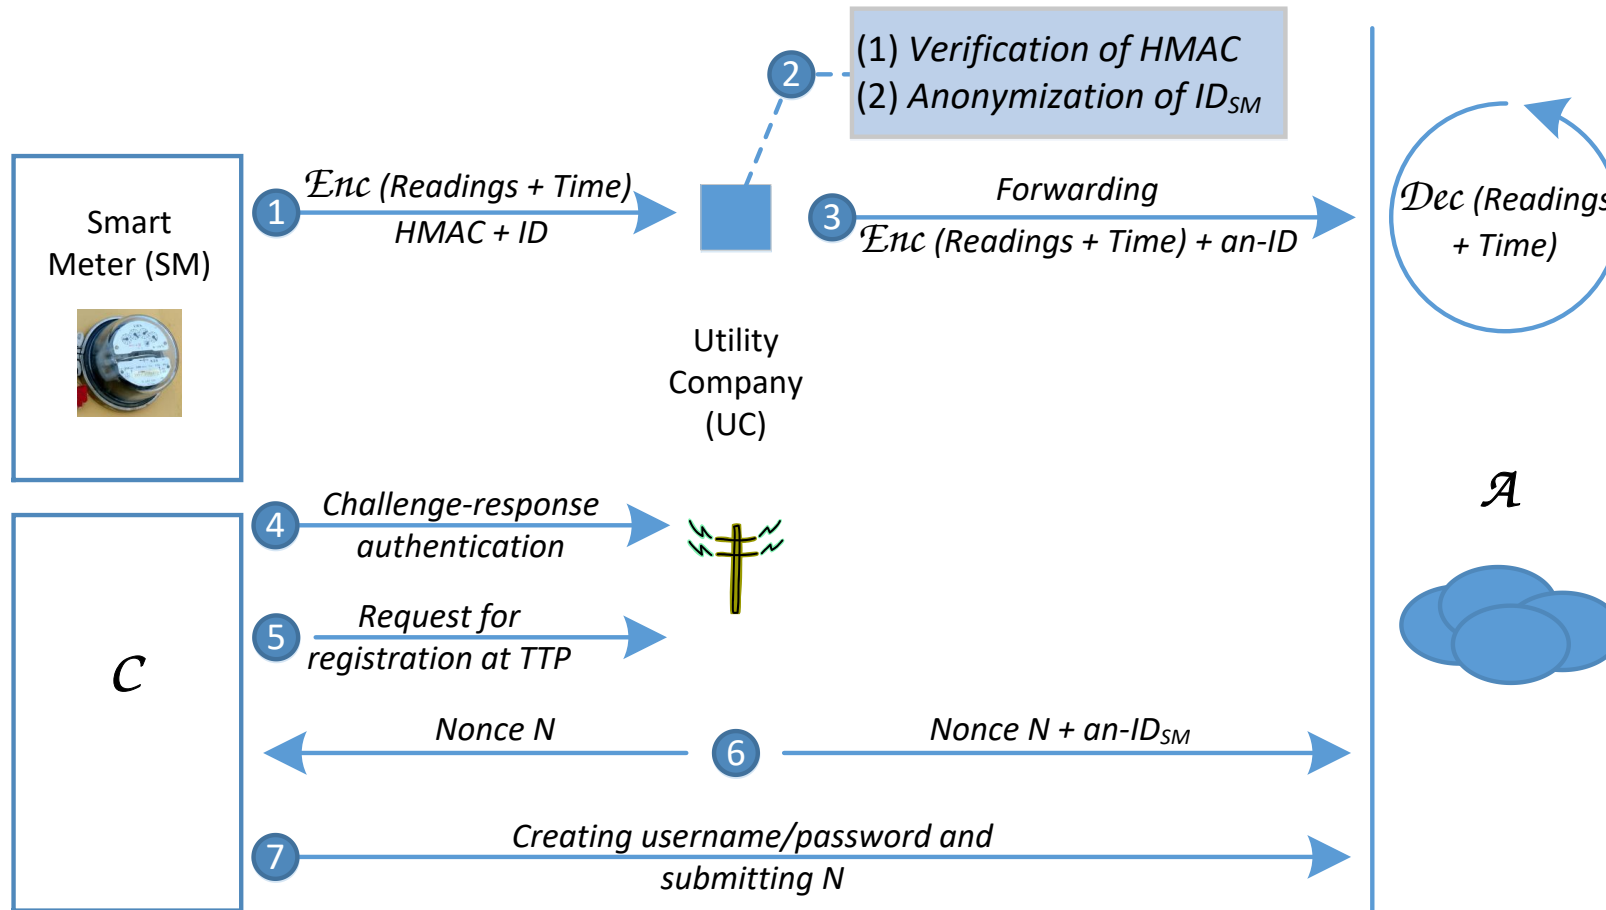 (1) Verification of HMAC
(2) Anonymization of ID_SM
2
Smart
Meter (SM)
1
Enc (Readings + Time)
HMAC + ID
3
Forwarding
Enc (Readings + Time) + an-ID
Dec (Readings
+ Time)
Utility
Company
(UC)
A
4
Challenge-response
authentication
5
Request for
registration at TTP
C
Nonce N
6
Nonce N + an-ID_SM
7
Creating username/password and
submitting N